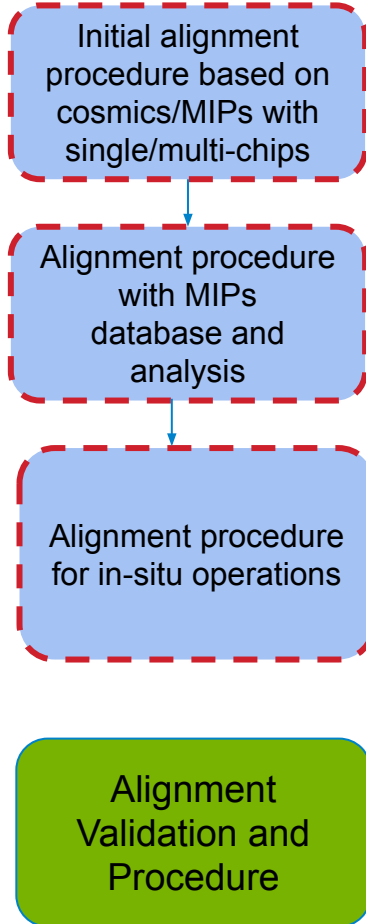 Initial alignment
procedure based on
cosmics/MIPs with
single/multi-chips
Alignment procedure
with MIPs
database and
analysis
Alignment procedure
for in-situ operations
Alignment
Validation and
Procedure